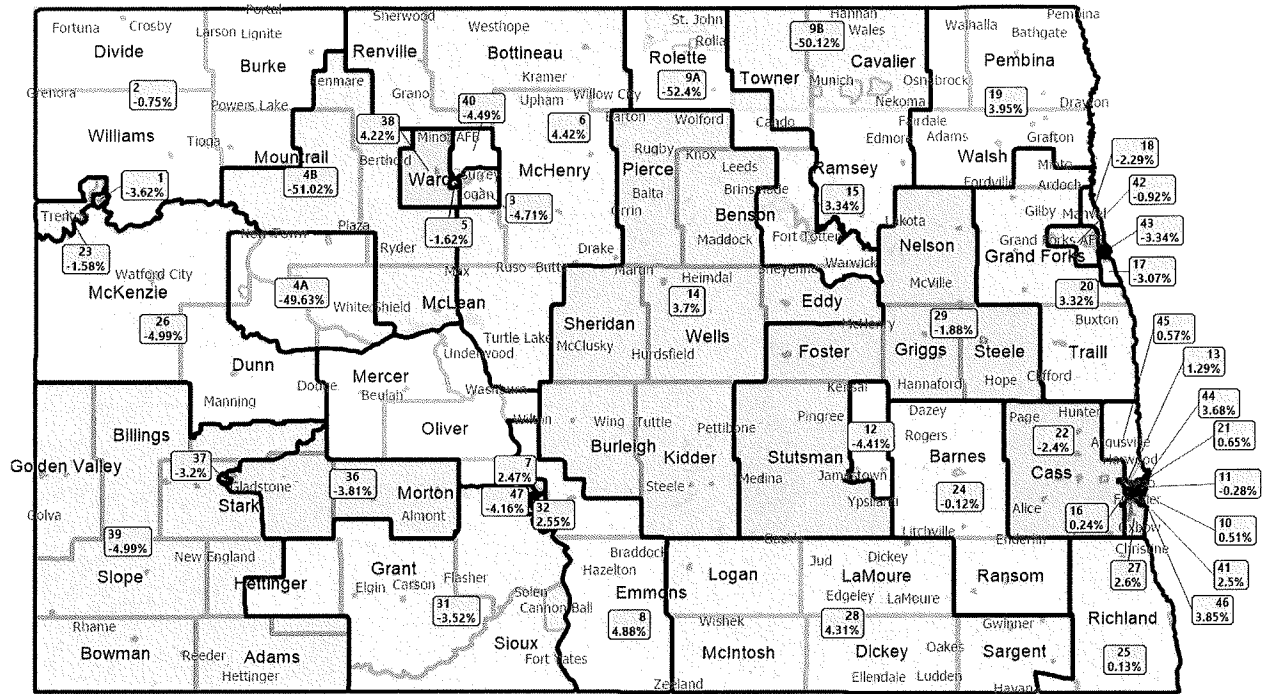 Portal
Sherwood
St. John
Hannah
Pembina
Fortuna
Crosby
Larson
Lignite
Westhope
Rolla
9B
-50.12%
Wales
Walhalla
Bathgate
Divide
Burke
Renville
Bottineau
Rolette
Towner
Cavalier
Pembina
Kenmare
Kramer
9A
-52.4%
Munich
Osnabrock
Grenora
2
-0.75%
Powers Lake
Grano
40
-4.49%
Upham
Willow City
Nekoma
19
3.95%
Drayton
Williams
Tioga
38
4.22%
Minot AFB
6
4.42%
Barton
Wolford
Cando
Edmore
Fairdale
Adams
Grafton
Mountrail
4B
-51.02%
Berthold
Ward
Surrey
Logan
McHenry
Rugby
Pierce
Knox
Leeds
Ramsey
Walsh
Minto
18
-2.29%
1
-3.62%
Balta
Brinsmade
15
3.34%
Fordville
Ardoch
42
-0.92%
Trenton
3
-4.71%
Orrin
Benson
Lakota
Gilby
Manvel
23
-1.58%
New Town
Plaza
5
-1.62%
Ryder
Drake
Maddock
Fort Totten
Nelson
Grand Forks AFB
Grand Forks
43
-3.34%
Watford City
McKenzie
Max
Ruso
Butte
Martin
Heimdal
Sheyenne
Warwick
McVille
17
-3.07%
4A
-49.63%
White Shield
McLean
14
3.7%
Eddy
20
3.32%
26
-4.99%
Sheridan
Wells
McHenry
29
-1.88%
Buxton
45
0.57%
Dunn
Turtle Lake
Underwood
McClusky
Hurdsfield
Foster
Griggs
Steele
Traill
13
1.29%
Dodge
Mercer
Beulah
Washburn
Kensal
Hannaford
Hope
Clifford
44
3.68%
Manning
Billings
Oliver
Wilton
Wing
Tuttle
Pettibone
Pingree
Dazey
Page
Hunter
21
0.65%
Golden Valley
37
-3.2%
Burleigh
Kidder
Stutsman
12
-4.41%
Rogers
Barnes
22
-2.4%
Cass
Argusville
Harwood
11
-0.28%
Gladstone
Stark
36
-3.81%
Morton
Almont
7
2.47%
47
-4.16%
32
2.55%
Steele
Medina
Jamestown
Ypsilanti
24
-0.12%
Alice
16
0.24%
Oxbow
10
0.51%
Golva
39
-4.99%
New England
Braddock
Litchville
Enderlin
Christine
27
2.6%
41
2.5%
Slope
Hettinger
Grant
Elgin
Carson
Flasher
Hazelton
Emmons
Logan
Jud
Dickey
LaMoure
Edgeley
LaMoure
Ransom
46
3.85%
31
-3.52%
Solen
Cannon Ball
8
4.88%
Wishek
28
4.31%
Gwinner
Richland
Rhame
Bowman
Reeder
Adams
Hettinger
Sioux
Fort Yates
McIntosh
Dickey
Oakes
Sargent
25
0.13%
Zeeland
Ellendale
Ludden
Havana